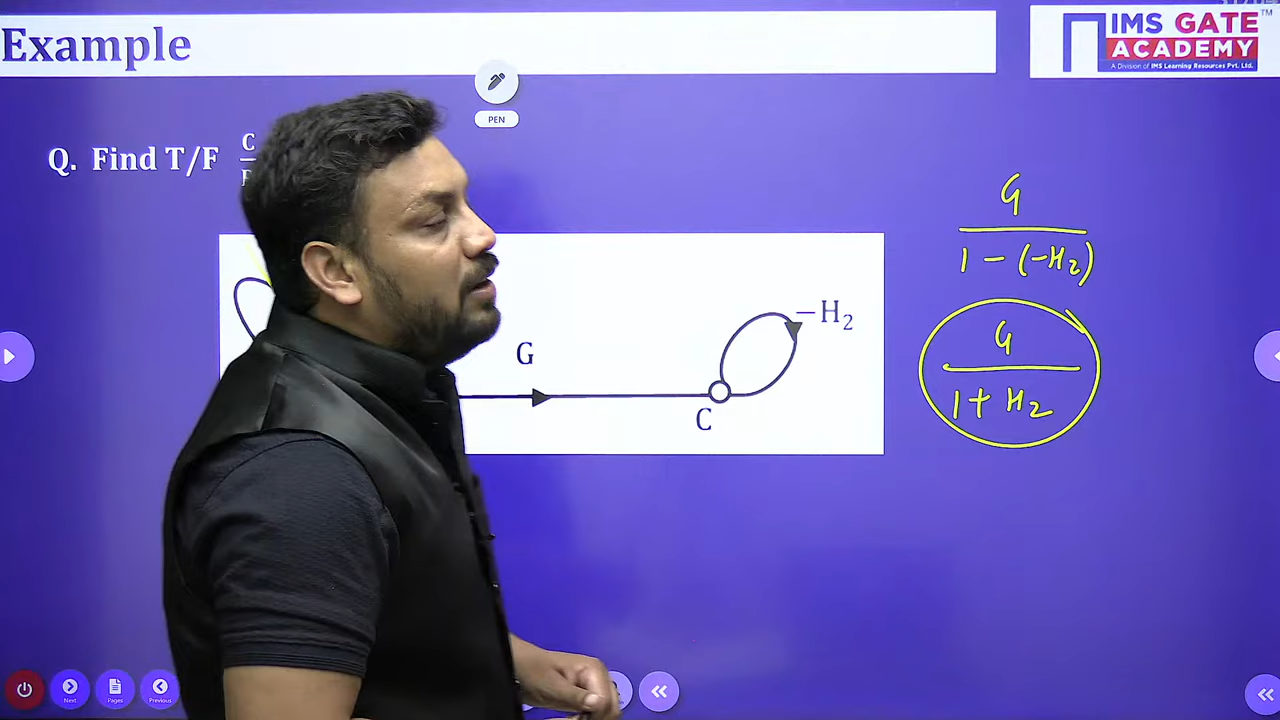 Example
IMS GATE
ACADEMY
TM
A Division of IMS Learning Resources Pvt. Ltd.
PEN
Q. Find T/F C
G
1 - (-H2)
-H₂
G
G
1 + H2
C
Next
Pages
Previous